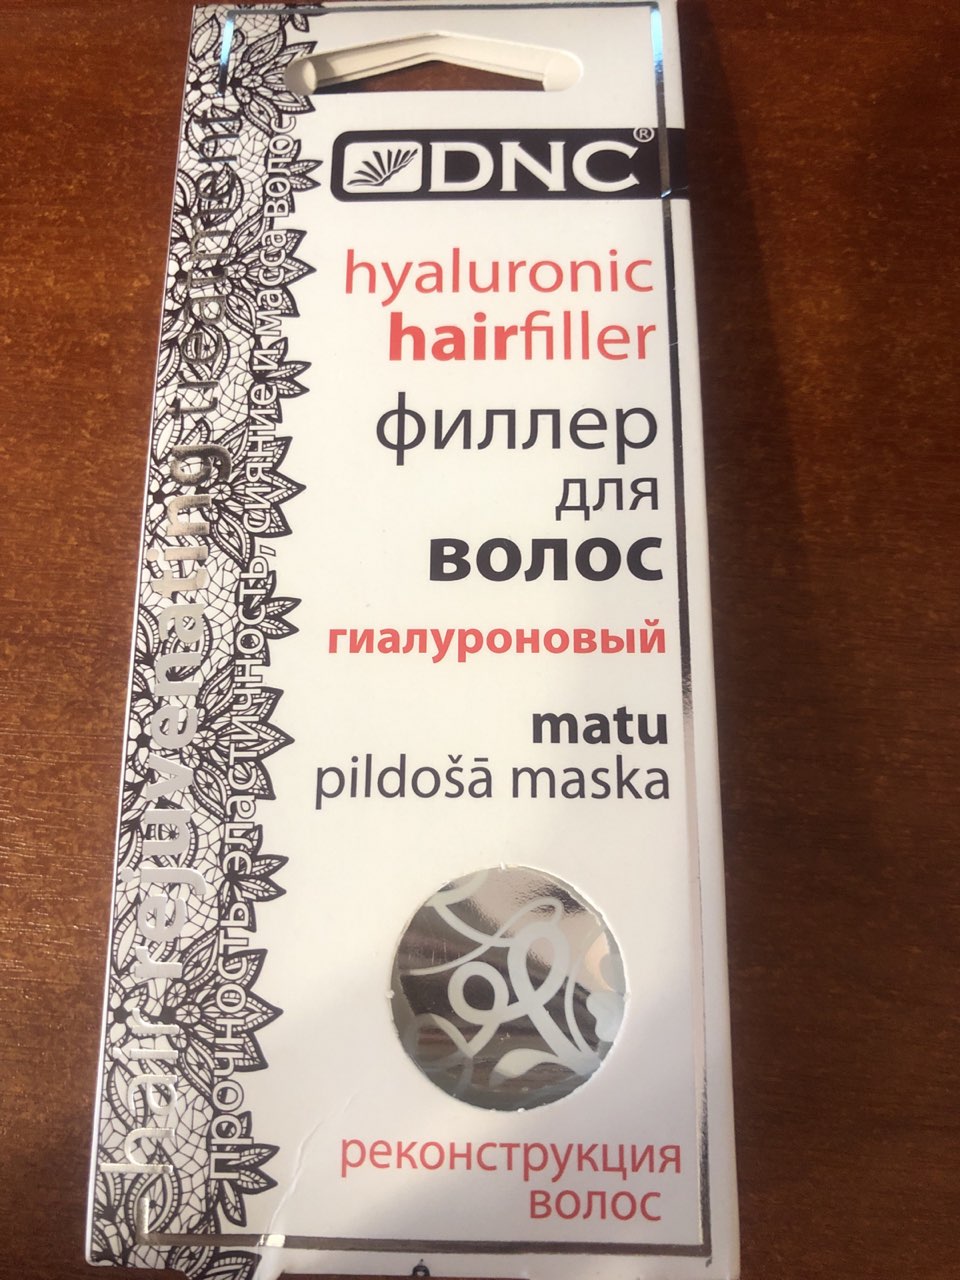 DNC®
hyaluronic
hairfiller
филлер
для
волос
гиалуроновый
matu
pildošā maska
реконструкция
волос
hair rejuvenating treatment
Прочность, эластичность, сияние и масса волос